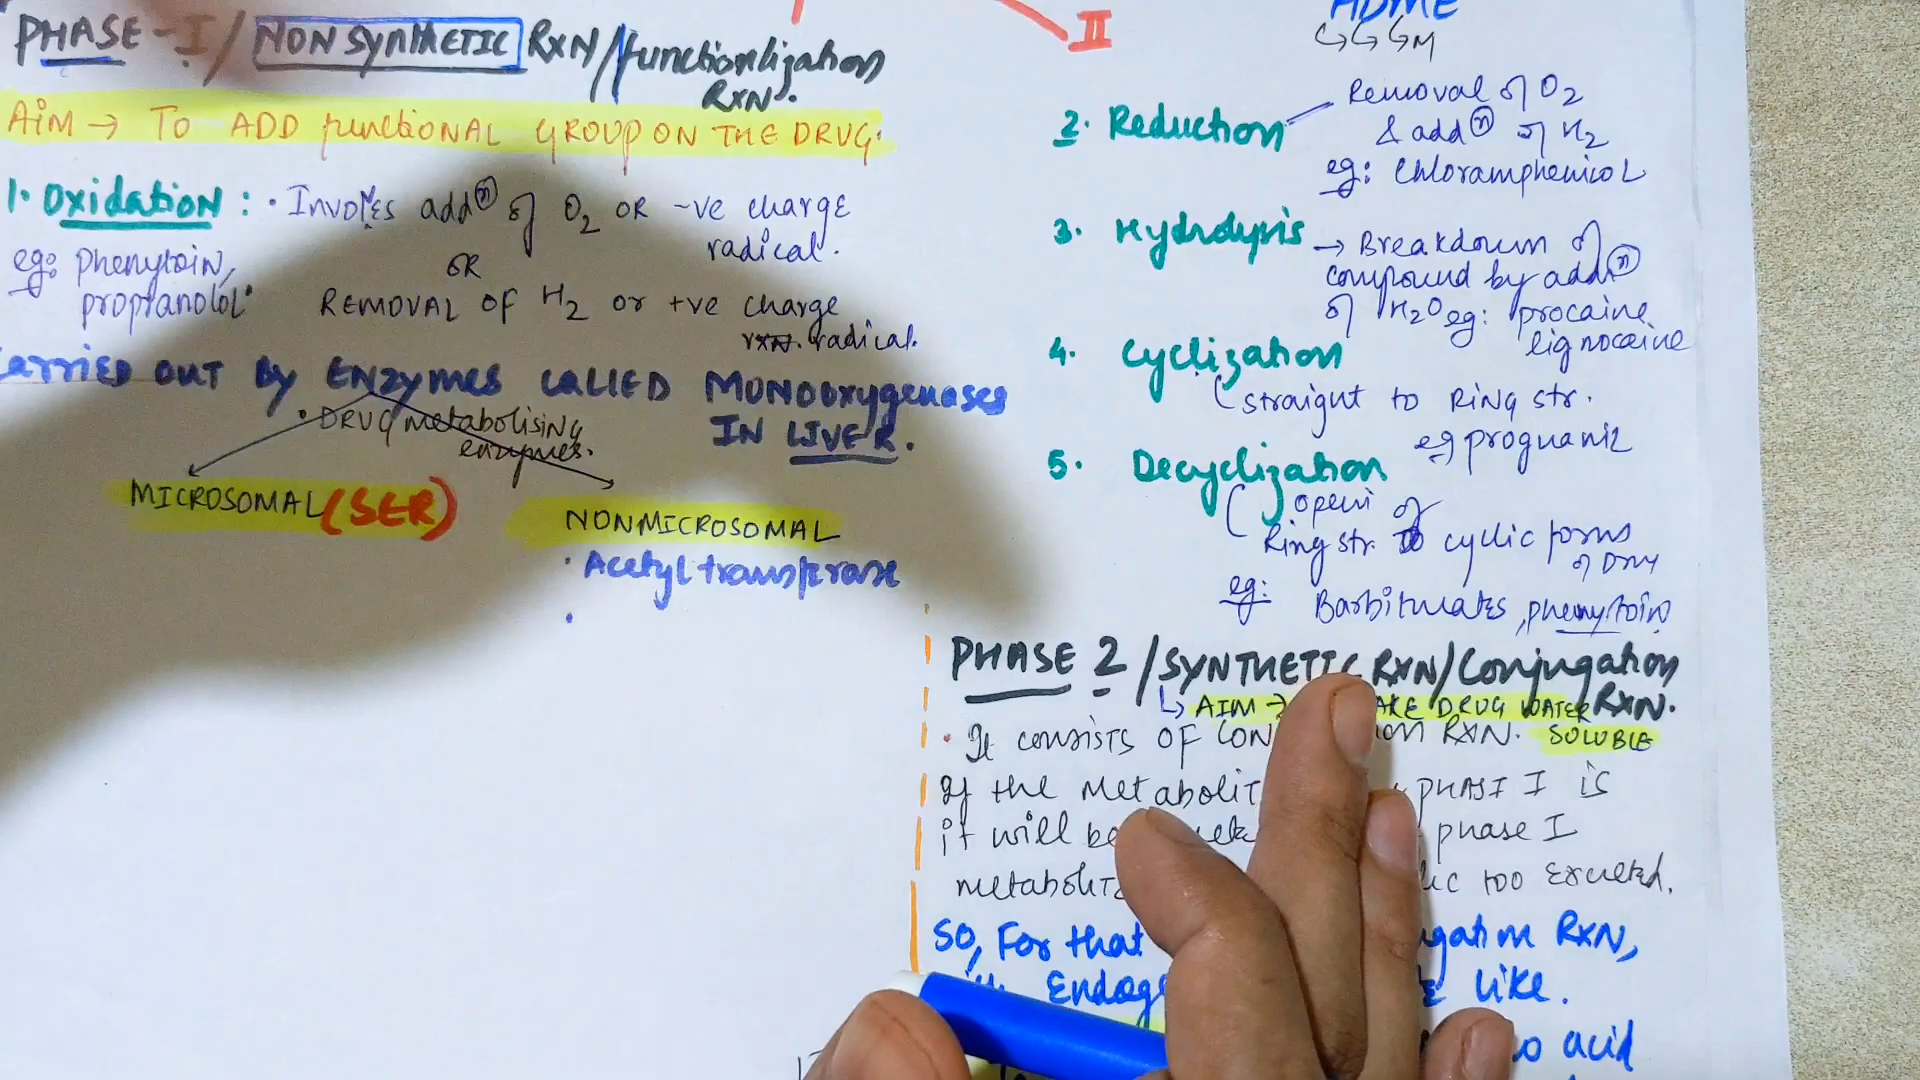 PHASE - I / NON SYNTHETIC RXN / functionlization RXN.
AIM → TO ADD functional GROUP ON THE DRUG.
1. Oxidation : • Involves add(n) of O2 OR -ve charge radical.
eg: phenytoin, propranolol
OR
REMOVAL OF H2 or +ve charge radical.
CARRIED OUT By ENZYMES CALLED MONOOXYgenases
IN LIVER.
• DRUG metabolising enzymes.
MICROSOMAL (SER)
NONMICROSOMAL
• Acetyl transferase
•
II
ADME
2. Reduction
Removal of O2
& add(n) of H2
eg: Chloramphenicol
3. Hydrolysis → Breakdown of
compound by add(n)
of H2O eg: procaine
lignocaine
4. Cyclization
straight to RING str.
eg proguanil
5. Decyclization
openi of
Ring str. cyclic forms
of Drug
eg: Barbiturates, phenytoin
PHASE 2 / SYNTHETIC RXN / Conjugation RXN.
AIM → DRUG WATER
SOLUBLE
• It consists OF RXN.
If the PHASE I is
it will be phase I
too Excreted.
SO, For that RXN,
like.
acid